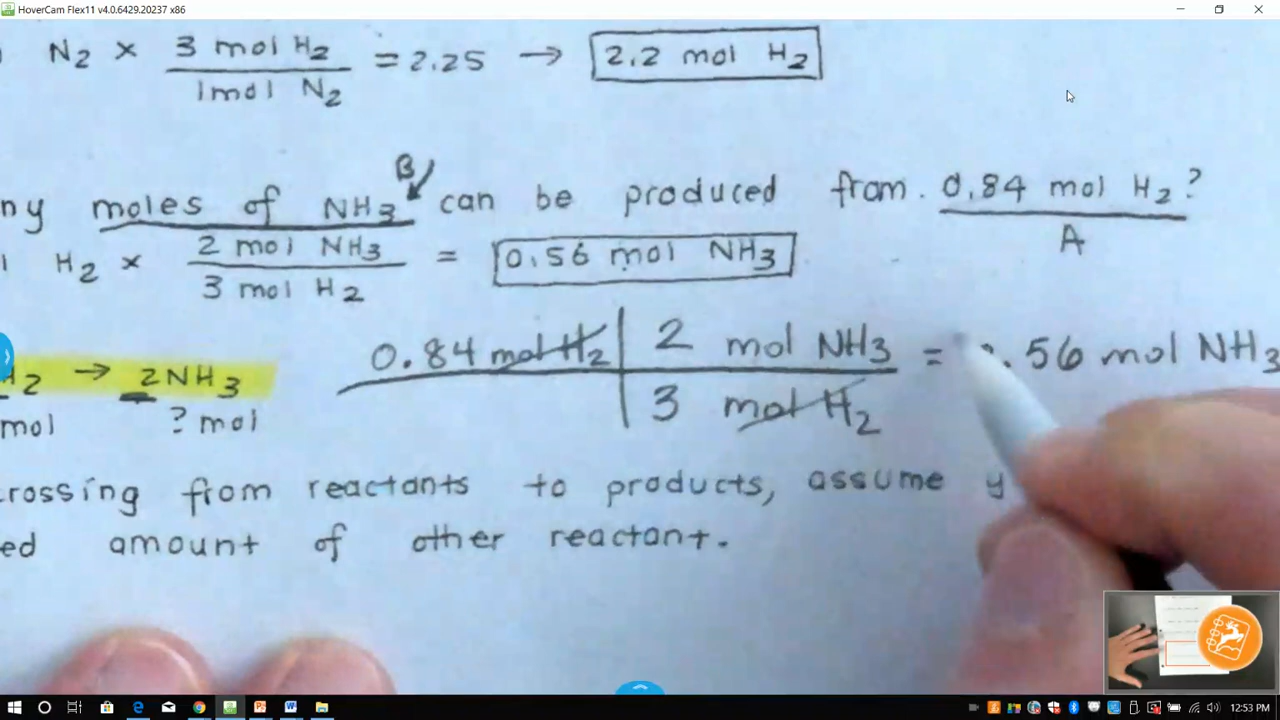 HoverCam Flex11 v4.0.6429.20237 x86
N₂ × 3 mol H₂ / 1 mol N₂ = 2.25 → 2.2 mol H₂
B
ny moles of NH₃ can be produced from 0.84 mol H₂?
A
H₂ × 2 mol NH₃ / 3 mol H₂ = 0.56 mol NH₃
0.84 mol H₂ | 2 mol NH₃ / 3 mol H₂ = .56 mol NH₃
H₂ → 2NH₃
mol ? mol
rossing from reactants to products, assume y
ed amount of other reactant.
12:53 PM